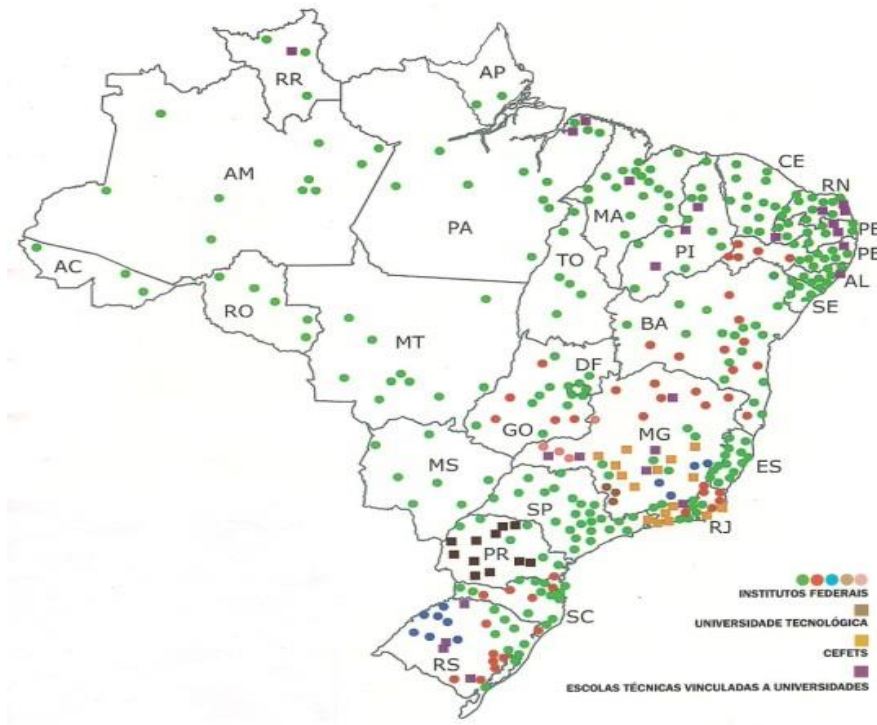 RR
AP
AM
PA
MA
CE
RN
PB
PE
AL
SE
PI
TO
AC
RO
BA
MT
DF
GO
MG
ES
MS
SP
RJ
PR
SC
RS
INSTITUTOS FEDERAIS
UNIVERSIDADE TECNOLÓGICA
CEFETS
ESCOLAS TÉCNICAS VINCULADAS A UNIVERSIDADES